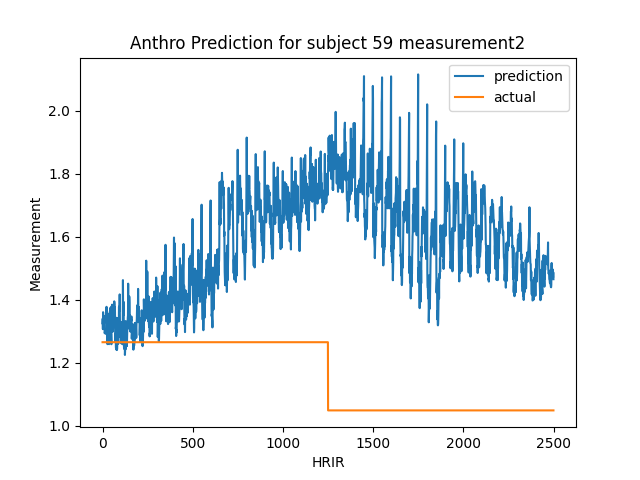 Anthro Prediction for subject 59 measurement2
prediction
actual
Measurement
2.0
1.8
1.6
1.4
1.2
1.0
0
500
1000
1500
2000
2500
HRIR